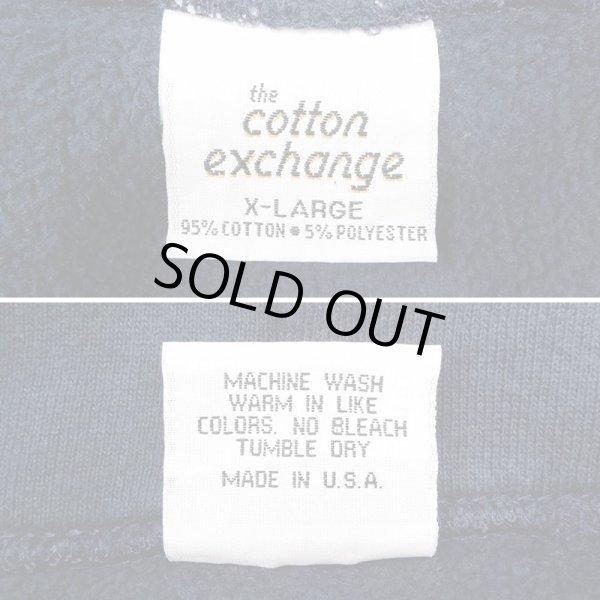 the
cotton
exchange
X-LARGE
95% COTTON • 5% POLYESTER
SOLD OUT
MACHINE WASH
WARM IN LIKE
COLORS. NO BLEACH
TUMBLE DRY
MADE IN U.S.A.